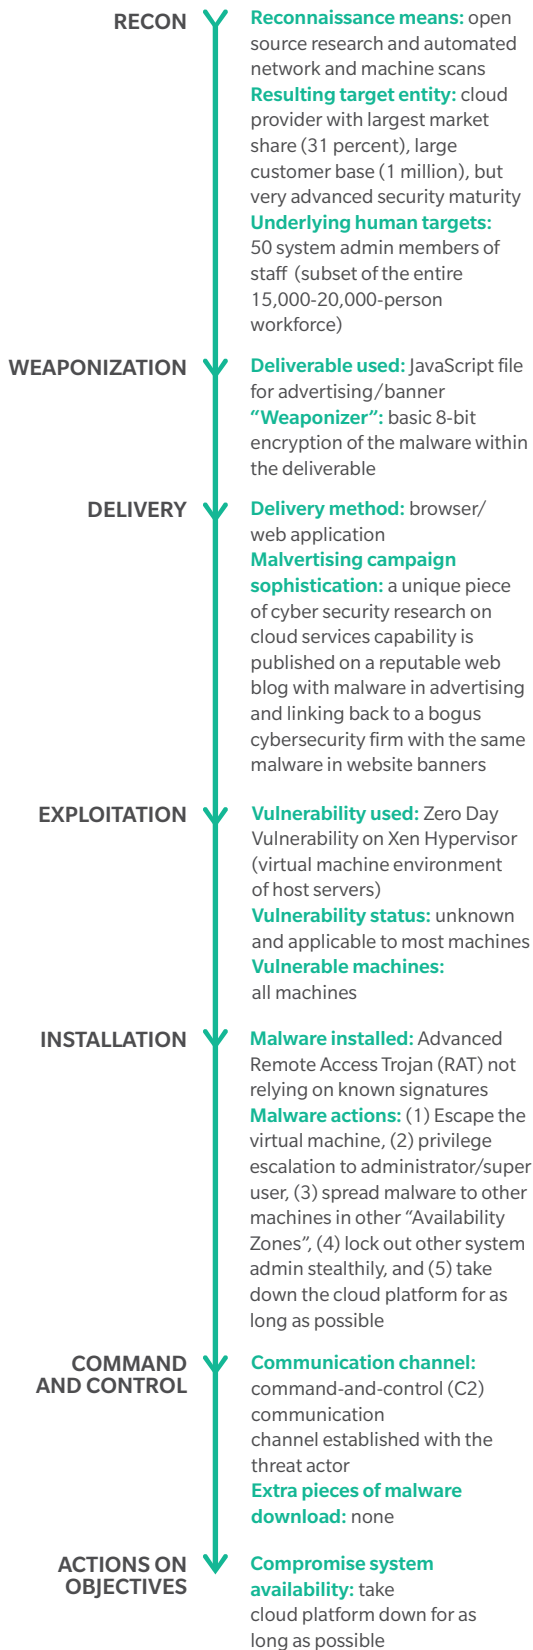 RECON
Reconnaissance means: open
source research and automated
network and machine scans
Resulting target entity: cloud
provider with largest market
share (31 percent), large
customer base (1 million), but
very advanced security maturity
Underlying human targets:
50 system admin members of
staff (subset of the entire
15,000-20,000-person
workforce)
WEAPONIZATION
Deliverable used: JavaScript file
for advertising/banner
“Weaponizer”: basic 8-bit
encryption of the malware within
the deliverable
DELIVERY
Delivery method: browser/
web application
Malvertising campaign
sophistication: a unique piece
of cyber security research on
cloud services capability is
published on a reputable web
blog with malware in advertising
and linking back to a bogus
cybersecurity firm with the same
malware in website banners
EXPLOITATION
Vulnerability used: Zero Day
Vulnerability on Xen Hypervisor
(virtual machine environment
of host servers)
Vulnerability status: unknown
and applicable to most machines
Vulnerable machines:
all machines
INSTALLATION
Malware installed: Advanced
Remote Access Trojan (RAT) not
relying on known signatures
Malware actions: (1) Escape the
virtual machine, (2) privilege
escalation to administrator/super
user, (3) spread malware to other
machines in other “Availability
Zones”, (4) lock out other system
admin stealthily, and (5) take
down the cloud platform for as
long as possible
COMMAND
AND CONTROL
Communication channel:
command-and-control (C2)
communication
channel established with the
threat actor
Extra pieces of malware
download: none
ACTIONS ON
OBJECTIVES
Compromise system
availability: take
cloud platform down for as
long as possible